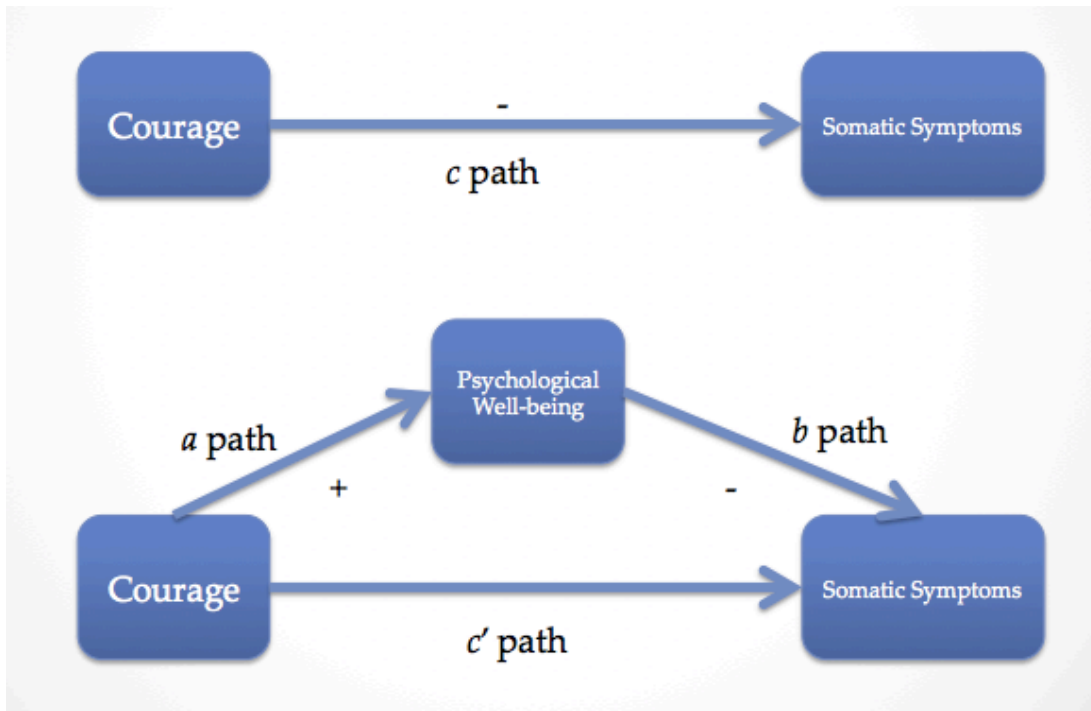 -
Courage
Somatic Symptoms
c path
Psychological
Well-being
a path
b path
+
-
Courage
Somatic Symptoms
c' path